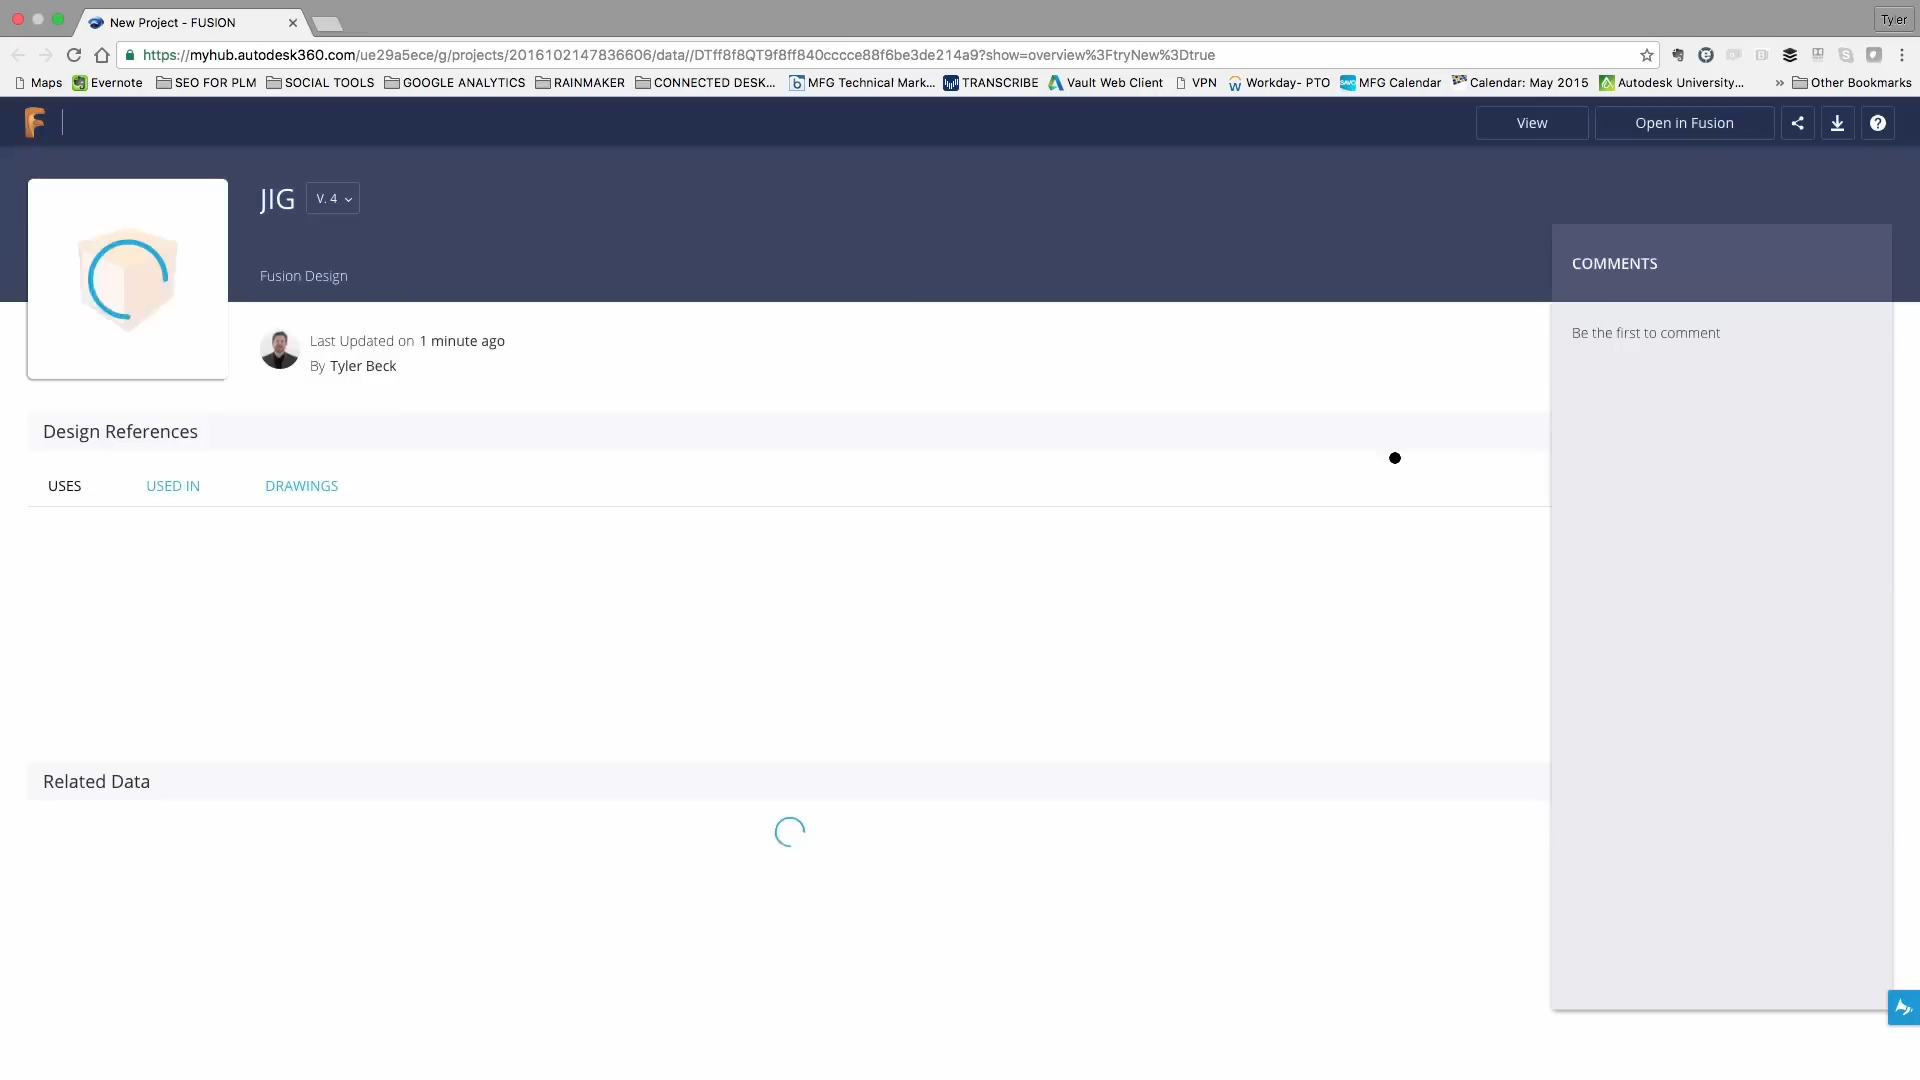 New Project - FUSION
Tyler
https://myhub.autodesk360.com/ue29a5ece/g/projects/2016102147836606/data//DTff8f8QT9f8ff840cccce88f6be3de214a9?show=overview%3FtryNew%3Dtrue
Maps Evernote SEO FOR PLM SOCIAL TOOLS GOOGLE ANALYTICS RAINMAKER CONNECTED DESK... MFG Technical Mark... TRANSCRIBE Vault Web Client VPN Workday- PTO MFG Calendar Calendar: May 2015 Autodesk University... » Other Bookmarks
View Open in Fusion
JIG V. 4
Fusion Design
COMMENTS
Be the first to comment
Last Updated on 1 minute ago
By Tyler Beck
Design References
USES USED IN DRAWINGS
Related Data